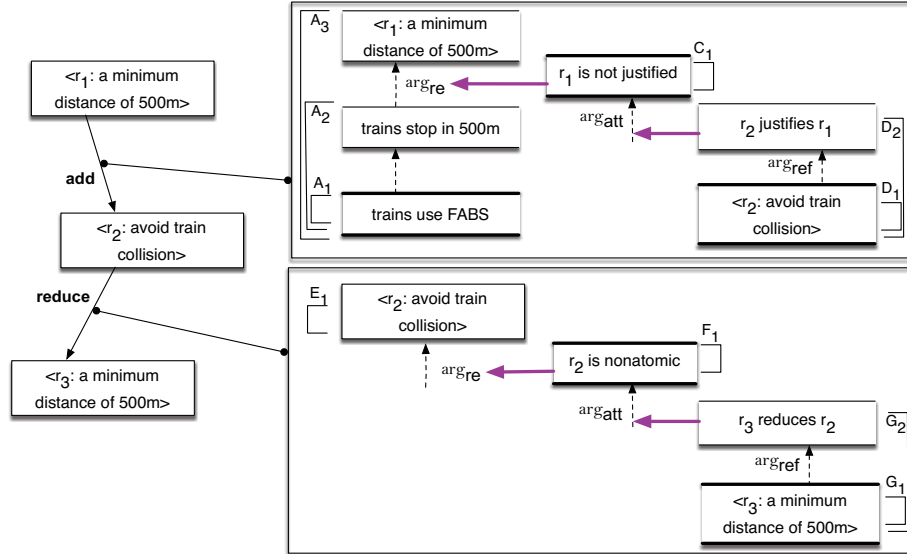 <r1: a minimum
distance of 500m>
add
<r2: avoid train
collision>
reduce
<r3: a minimum
distance of 500m>
A3
<r1: a minimum
distance of 500m>
argre
r1 is not justified
C1
A2
trains stop in 500m
argatt
r2 justifies r1
D2
argref
A1
trains use FABS
<r2: avoid train
collision>
D1
E1
<r2: avoid train
collision>
argre
r2 is nonatomic
F1
argatt
r3 reduces r2
G2
argref
<r3: a minimum
distance of 500m>
G1